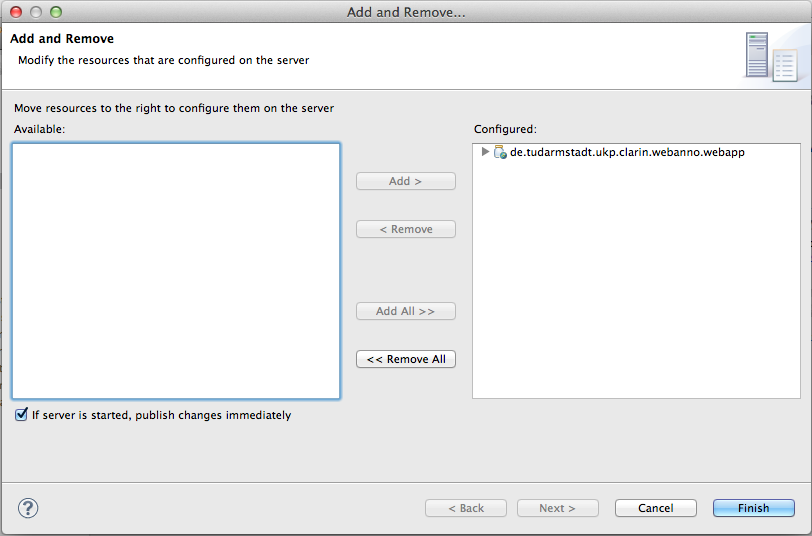 Add and Remove...
Add and Remove
Modify the resources that are configured on the server
Move resources to the right to configure them on the server
Available:
Configured:
de.tudarmstadt.ukp.clarin.webanno.webapp
Add >
< Remove
Add All >>
<< Remove All
If server is started, publish changes immediately
?
< Back
Next >
Cancel
Finish